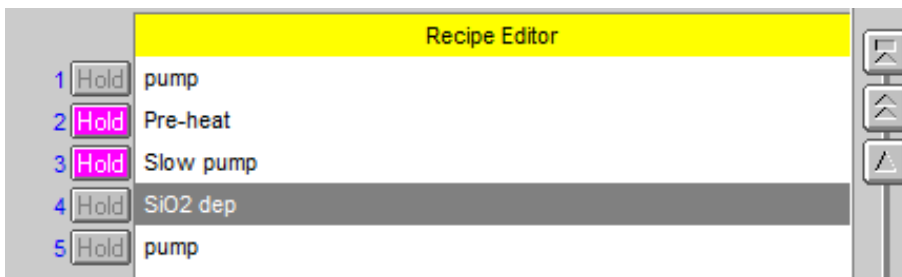 Recipe Editor
1 Hold pump
2 Hold Pre-heat
3 Hold Slow pump
4 Hold SiO2 dep
5 Hold pump